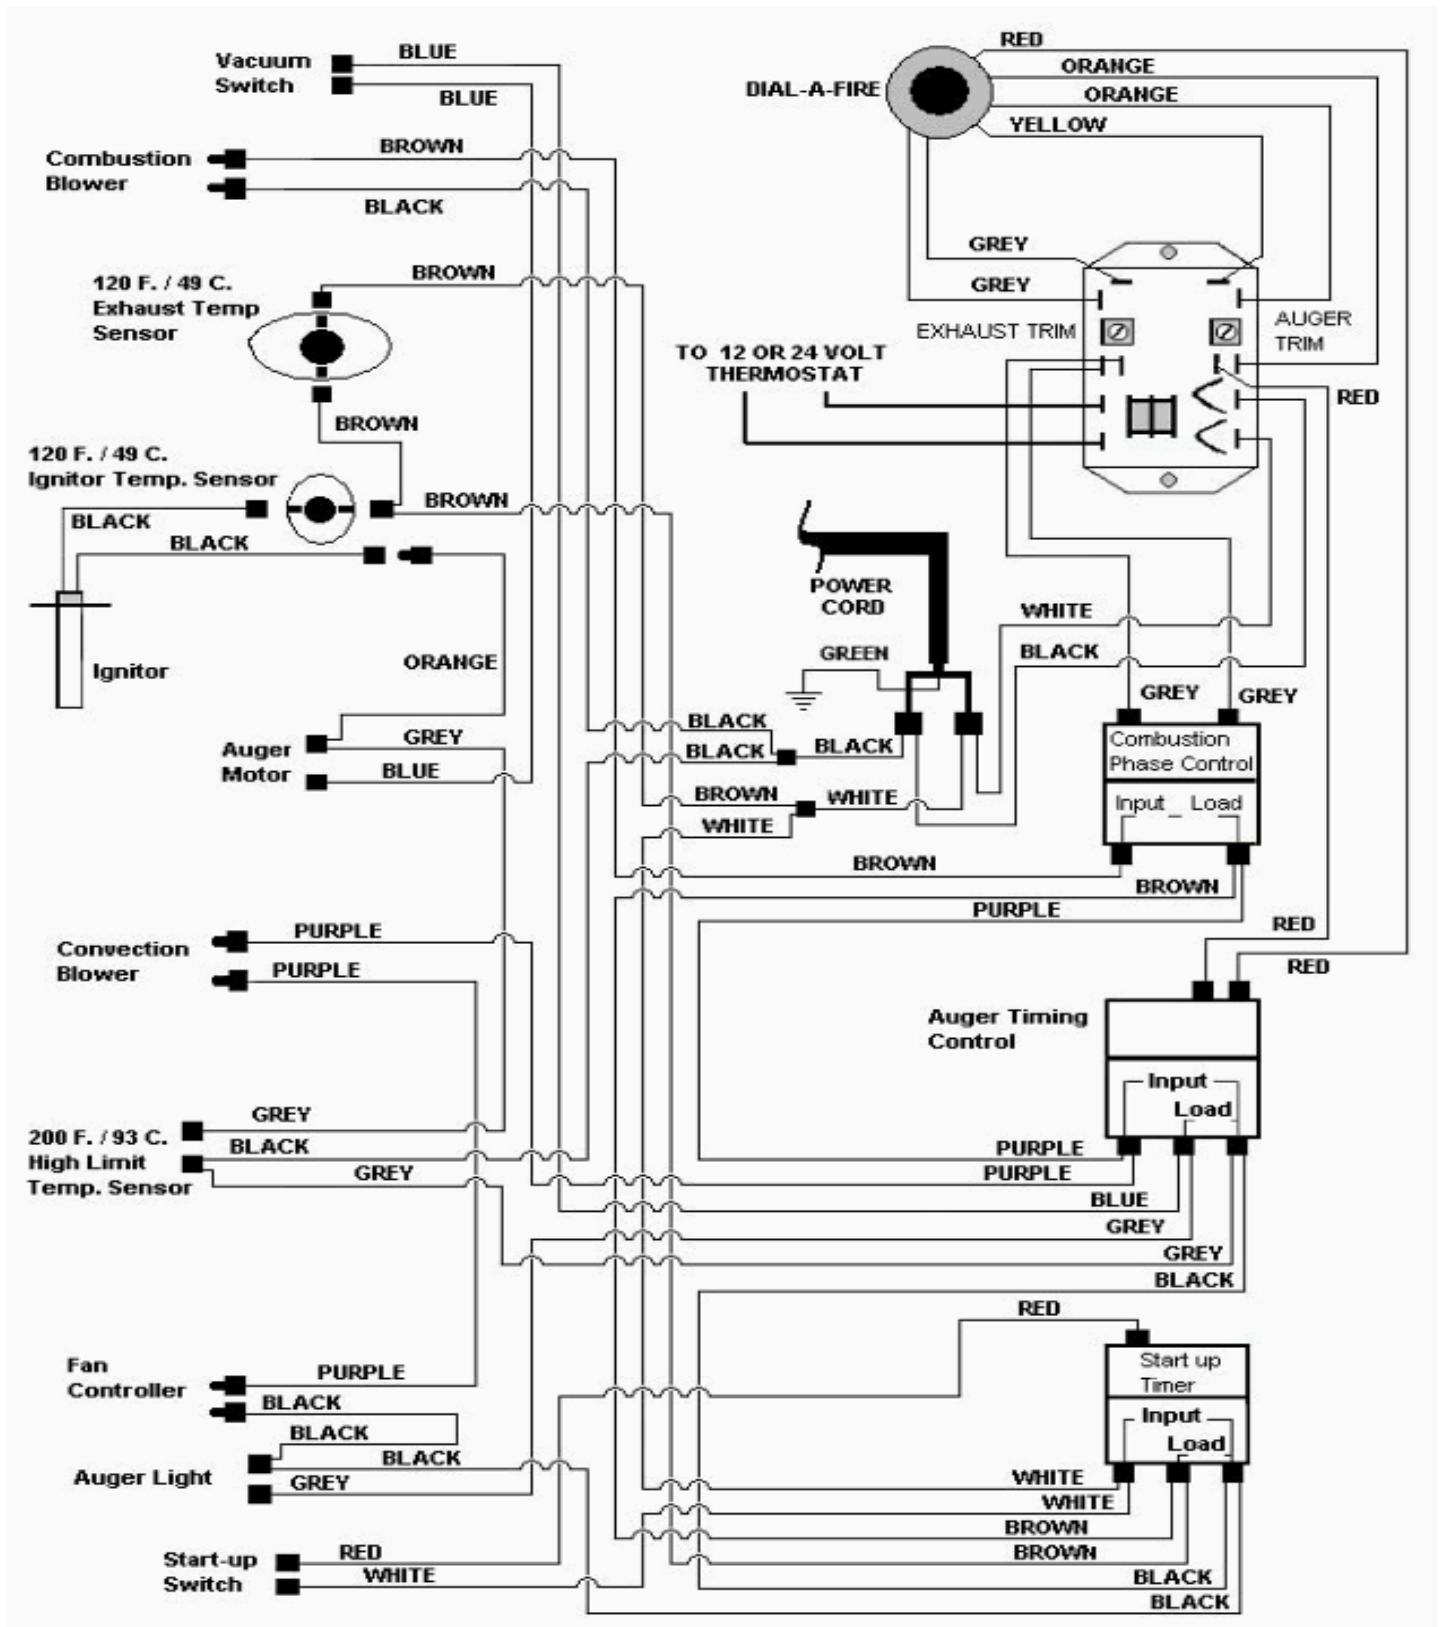 BLUE
Vacuum
Switch
BLUE
BROWN
Combustion
Blower
BLACK
BROWN
120 F. / 49 C.
Exhaust Temp
Sensor
BROWN
120 F. / 49 C.
Ignitor Temp. Sensor
BROWN
BLACK
BLACK
Ignitor
ORANGE
Auger
Motor
GREY
BLUE
PURPLE
Convection
Blower
PURPLE
GREY
200 F. / 93 C.
High Limit
Temp. Sensor
BLACK
GREY
Fan
Controller
PURPLE
BLACK
BLACK
BLACK
Auger Light
GREY
Start-up
Switch
RED
WHITE
RED
ORANGE
DIAL-A-FIRE
ORANGE
YELLOW
GREY
GREY
EXHAUST TRIM
AUGER
TRIM
TO 12 OR 24 VOLT
THERMOSTAT
RED
POWER
CORD
WHITE
GREEN
BLACK
GREY
GREY
BLACK
BLACK
BLACK
Combustion
Phase Control
BROWN
WHITE
Input
Load
WHITE
BROWN
BROWN
PURPLE
RED
RED
Auger Timing
Control
Input
Load
PURPLE
PURPLE
BLUE
GREY
GREY
BLACK
RED
Start up
Timer
Input
Load
WHITE
WHITE
BROWN
BROWN
BLACK
BLACK